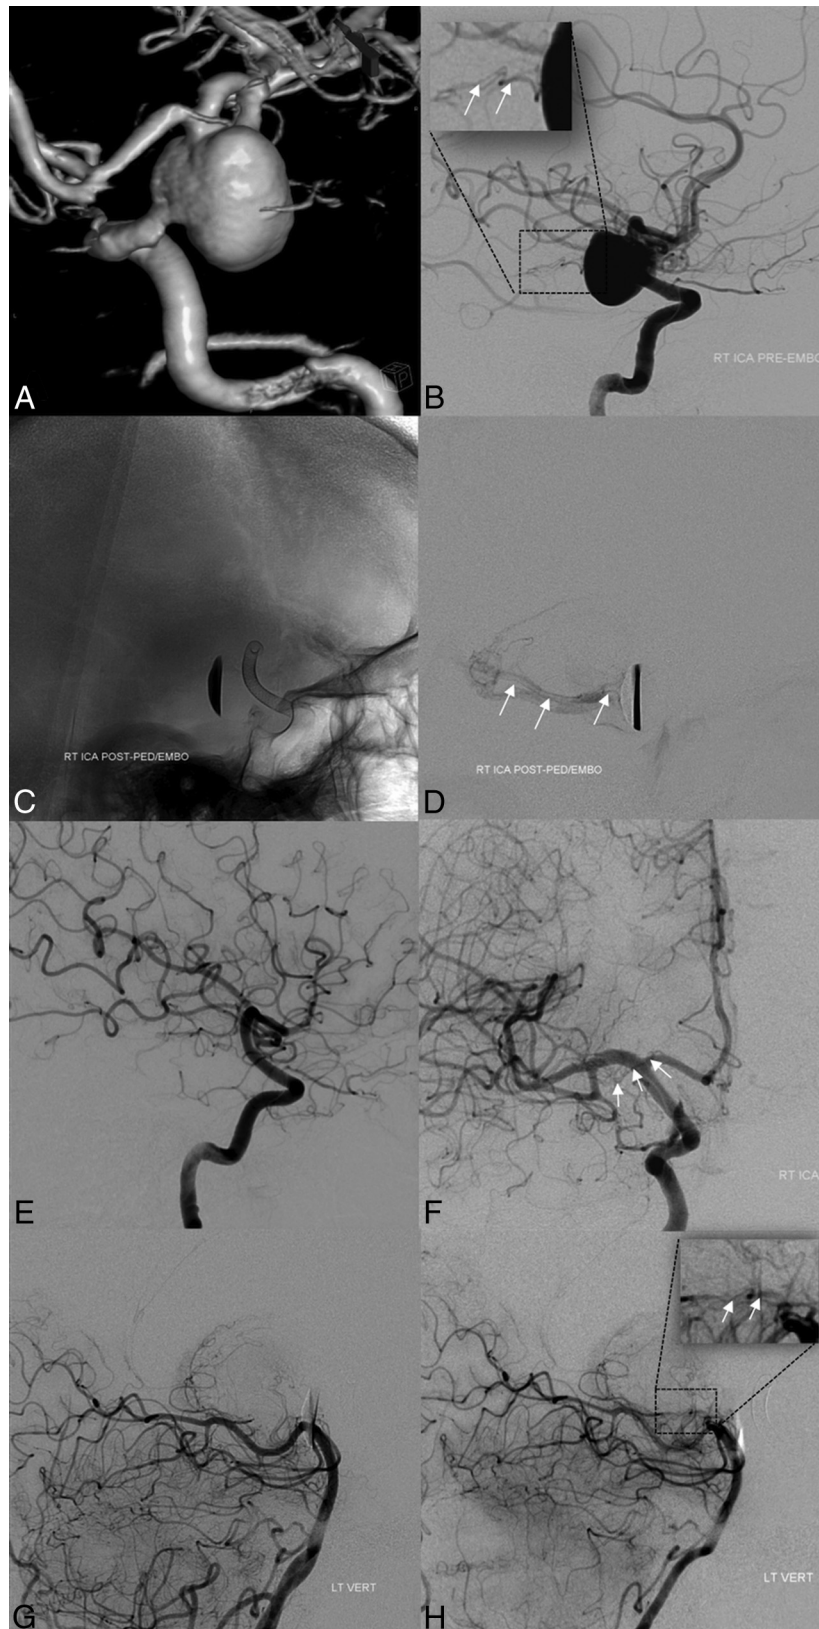 A
B
RT ICA PRE-EMBO
C
RT ICA POST-PED/EMBO
D
RT ICA POST-PED/EMBO
E
F
RT ICA
G
LT VERT
H
LT VERT